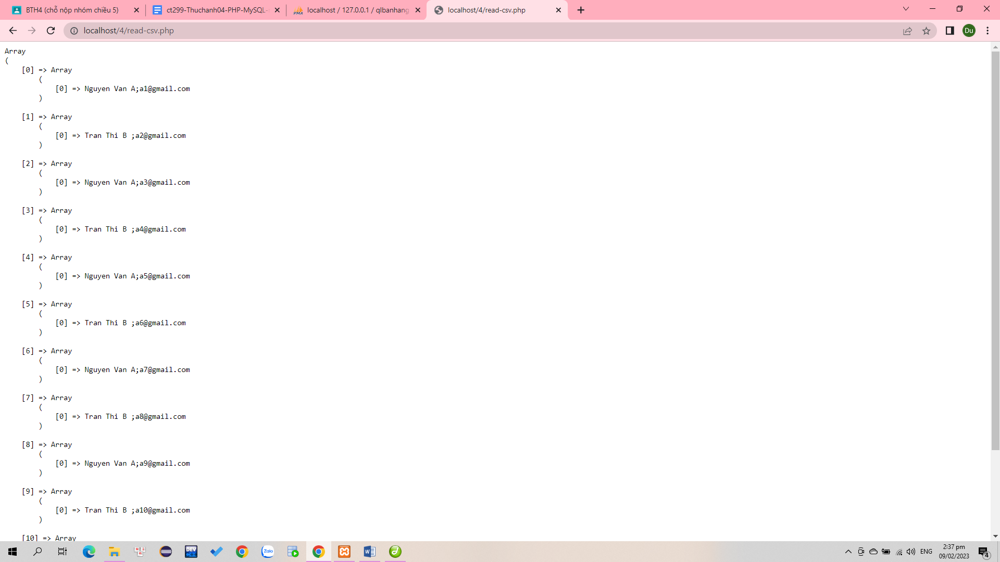 BTH4 (chỗ nộp nhóm chiều 5)
ct299-Thuchanh04-PHP-MySQL-
localhost / 127.0.0.1 / qlbanhang
localhost/4/read-csv.php
localhost/4/read-csv.php
Du
Array
(
    [0] => Array
        (
            [0] => Nguyen Van A;a1@gmail.com
        )
    [1] => Array
        (
            [0] => Tran Thi B ;a2@gmail.com
        )
    [2] => Array
        (
            [0] => Nguyen Van A;a3@gmail.com
        )
    [3] => Array
        (
            [0] => Tran Thi B ;a4@gmail.com
        )
    [4] => Array
        (
            [0] => Nguyen Van A;a5@gmail.com
        )
    [5] => Array
        (
            [0] => Tran Thi B ;a6@gmail.com
        )
    [6] => Array
        (
            [0] => Nguyen Van A;a7@gmail.com
        )
    [7] => Array
        (
            [0] => Tran Thi B ;a8@gmail.com
        )
    [8] => Array
        (
            [0] => Nguyen Van A;a9@gmail.com
        )
    [9] => Array
        (
            [0] => Tran Thi B ;a10@gmail.com
        )
    [10] => Array
DEV
Zalo
ENG
2:37 pm
09/02/2023
4